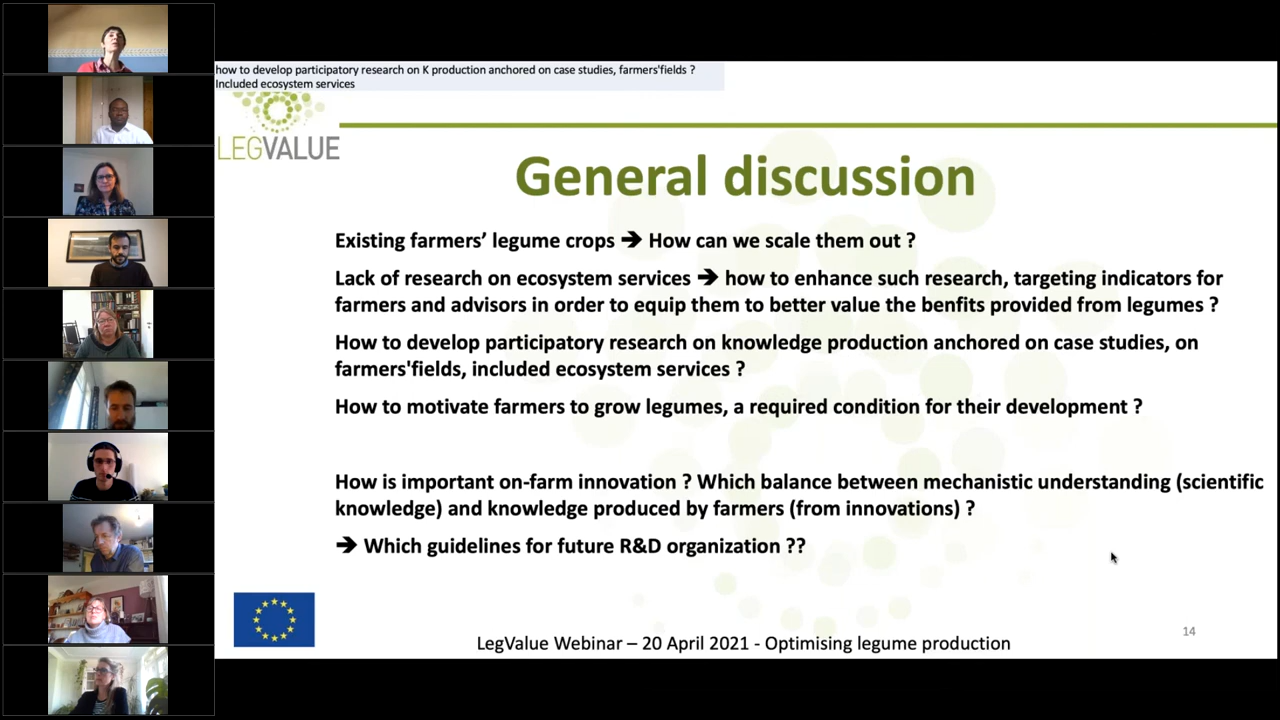 how to develop participatory research on K production anchored on case studies, farmers'fields ?
Included ecosystem services
LEGVALUE
General discussion
Existing farmers’ legume crops ➔ How can we scale them out ?
Lack of research on ecosystem services ➔ how to enhance such research, targeting indicators for
farmers and advisors in order to equip them to better value the benfits provided from legumes ?
How to develop participatory research on knowledge production anchored on case studies, on
farmers'fields, included ecosystem services ?
How to motivate farmers to grow legumes, a required condition for their development ?
How is important on-farm innovation ? Which balance between mechanistic understanding (scientific
knowledge) and knowledge produced by farmers (from innovations) ?
➔ Which guidelines for future R&D organization ??
14
LegValue Webinar – 20 April 2021 - Optimising legume production